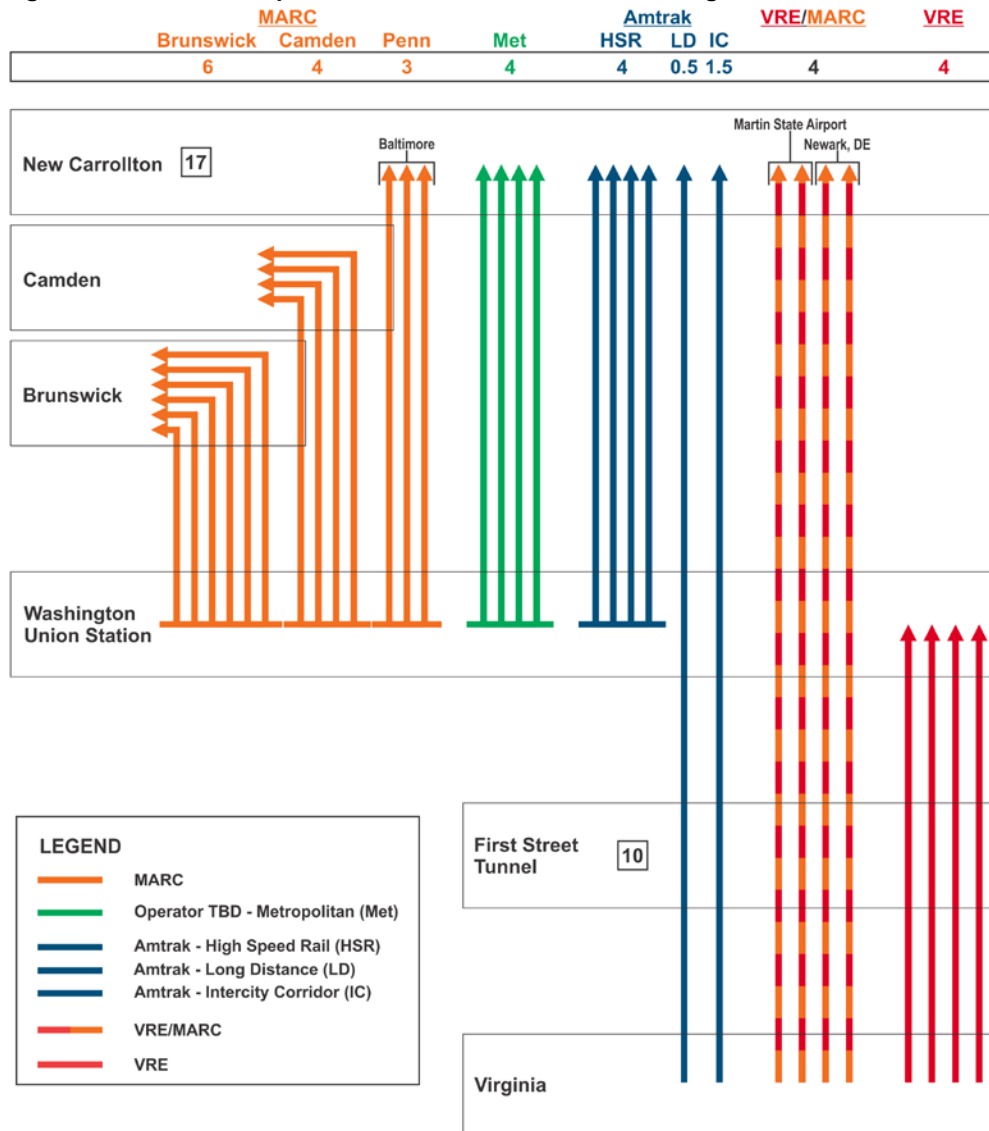 MARC Amtrak VRE/MARC VRE
Brunswick Camden Penn Met HSR LD IC
6 4 3 4 4 0.5 1.5 4 4
Martin State Airport
Baltimore Newark, DE
New Carrollton 17
Camden
Brunswick
Washington
Union Station
First Street
Tunnel 10
LEGEND
MARC
Operator TBD - Metropolitan (Met)
Amtrak - High Speed Rail (HSR)
Amtrak - Long Distance (LD)
Amtrak - Intercity Corridor (IC)
VRE/MARC
VRE
Virginia